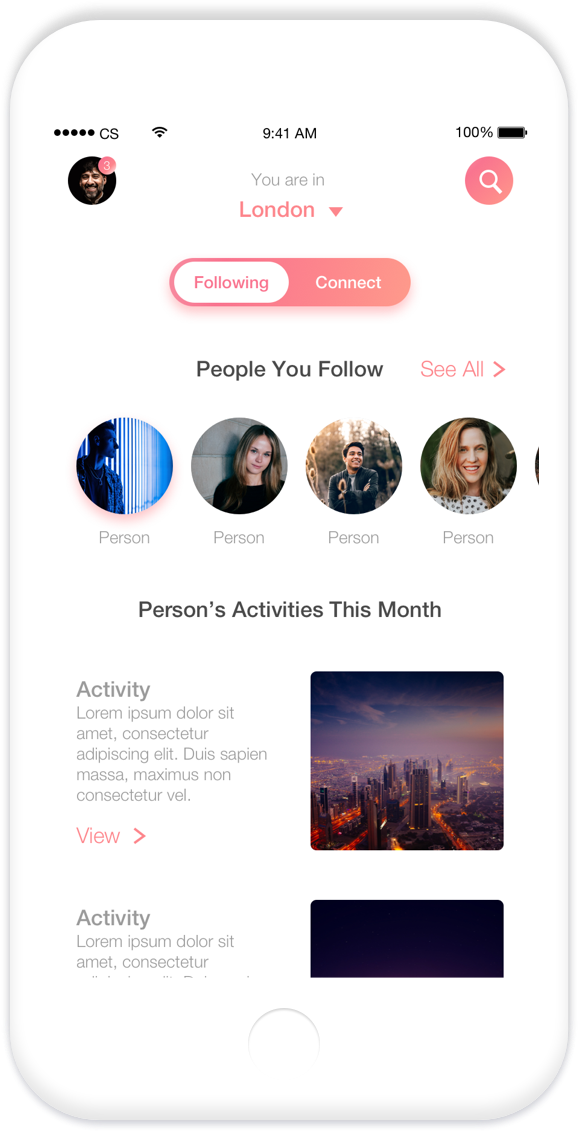 CS 9:41 AM 100%
3
You are in
London
Following Connect
People You Follow See All
Person Person Person Person
Person’s Activities This Month
Activity
Lorem ipsum dolor sit
amet, consectetur
adipiscing elit. Duis sapien
massa, maximus non
consectetur vel.
View
Activity
Lorem ipsum dolor sit
amet, consectetur